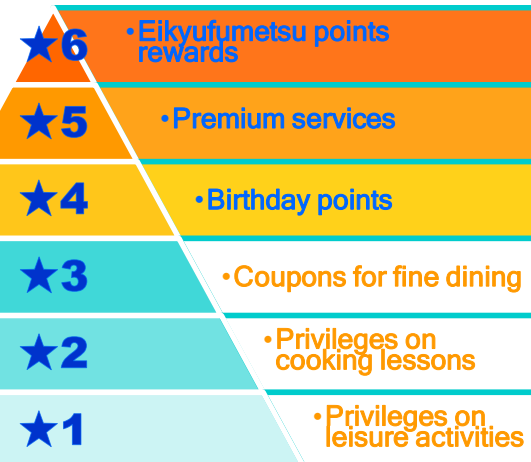 ★6
•Eikyufumetsu points
rewards
★5
•Premium services
★4
•Birthday points
★3
•Coupons for fine dining
★2
•Privileges on
cooking lessons
★1
•Privileges on
leisure activities